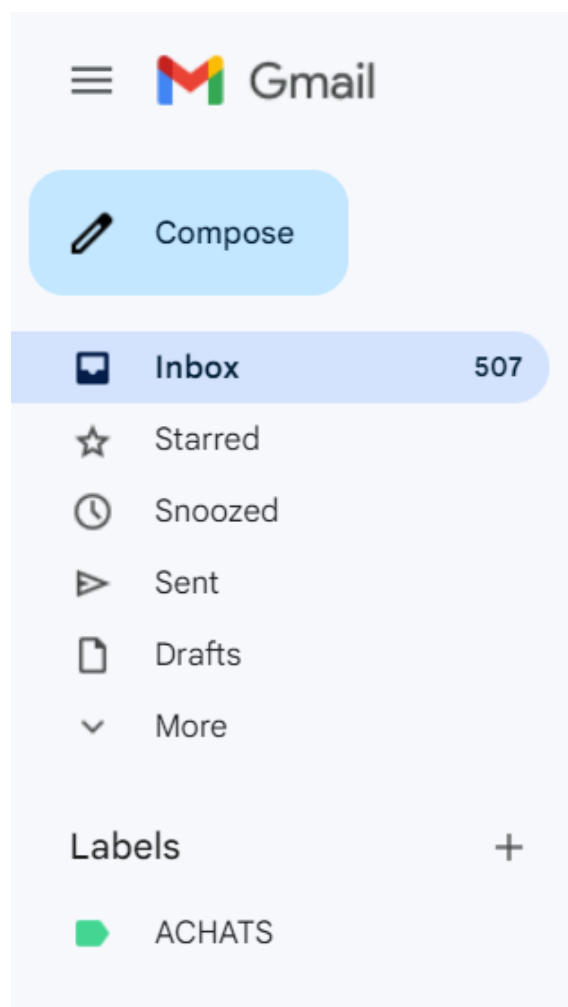 Gmail
Compose
Inbox 507
Starred
Snoozed
Sent
Drafts
More
Labels
ACHATS